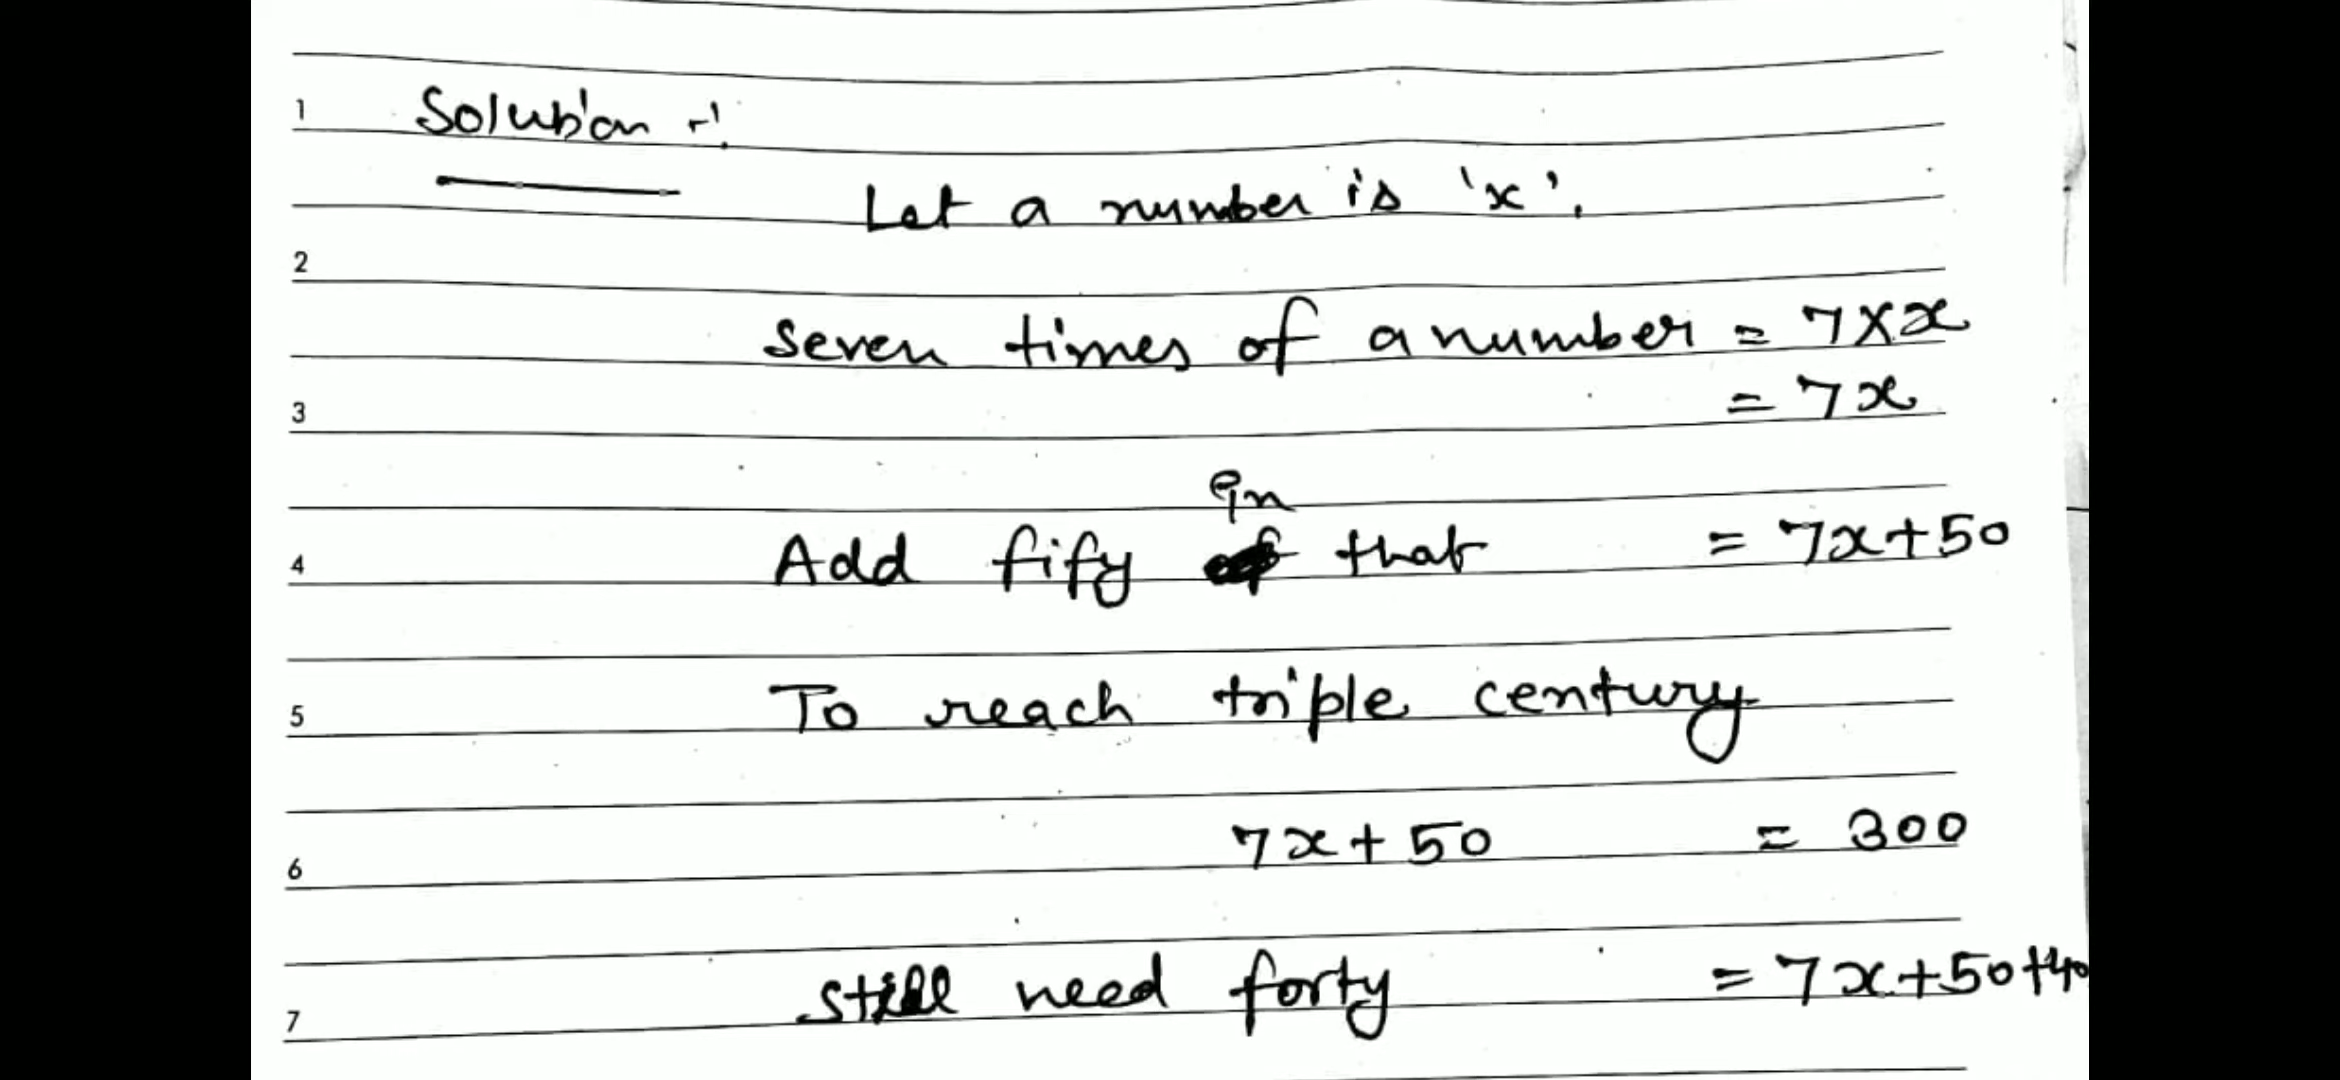 1 Solution :-
Let a number is 'x'.
2
Seven times of a number = 7×x
3 = 7x
in
4 Add fify that = 7x+50
5 To reach triple century
6 7x+50 = 300
7 still need forty = 7x+50+40